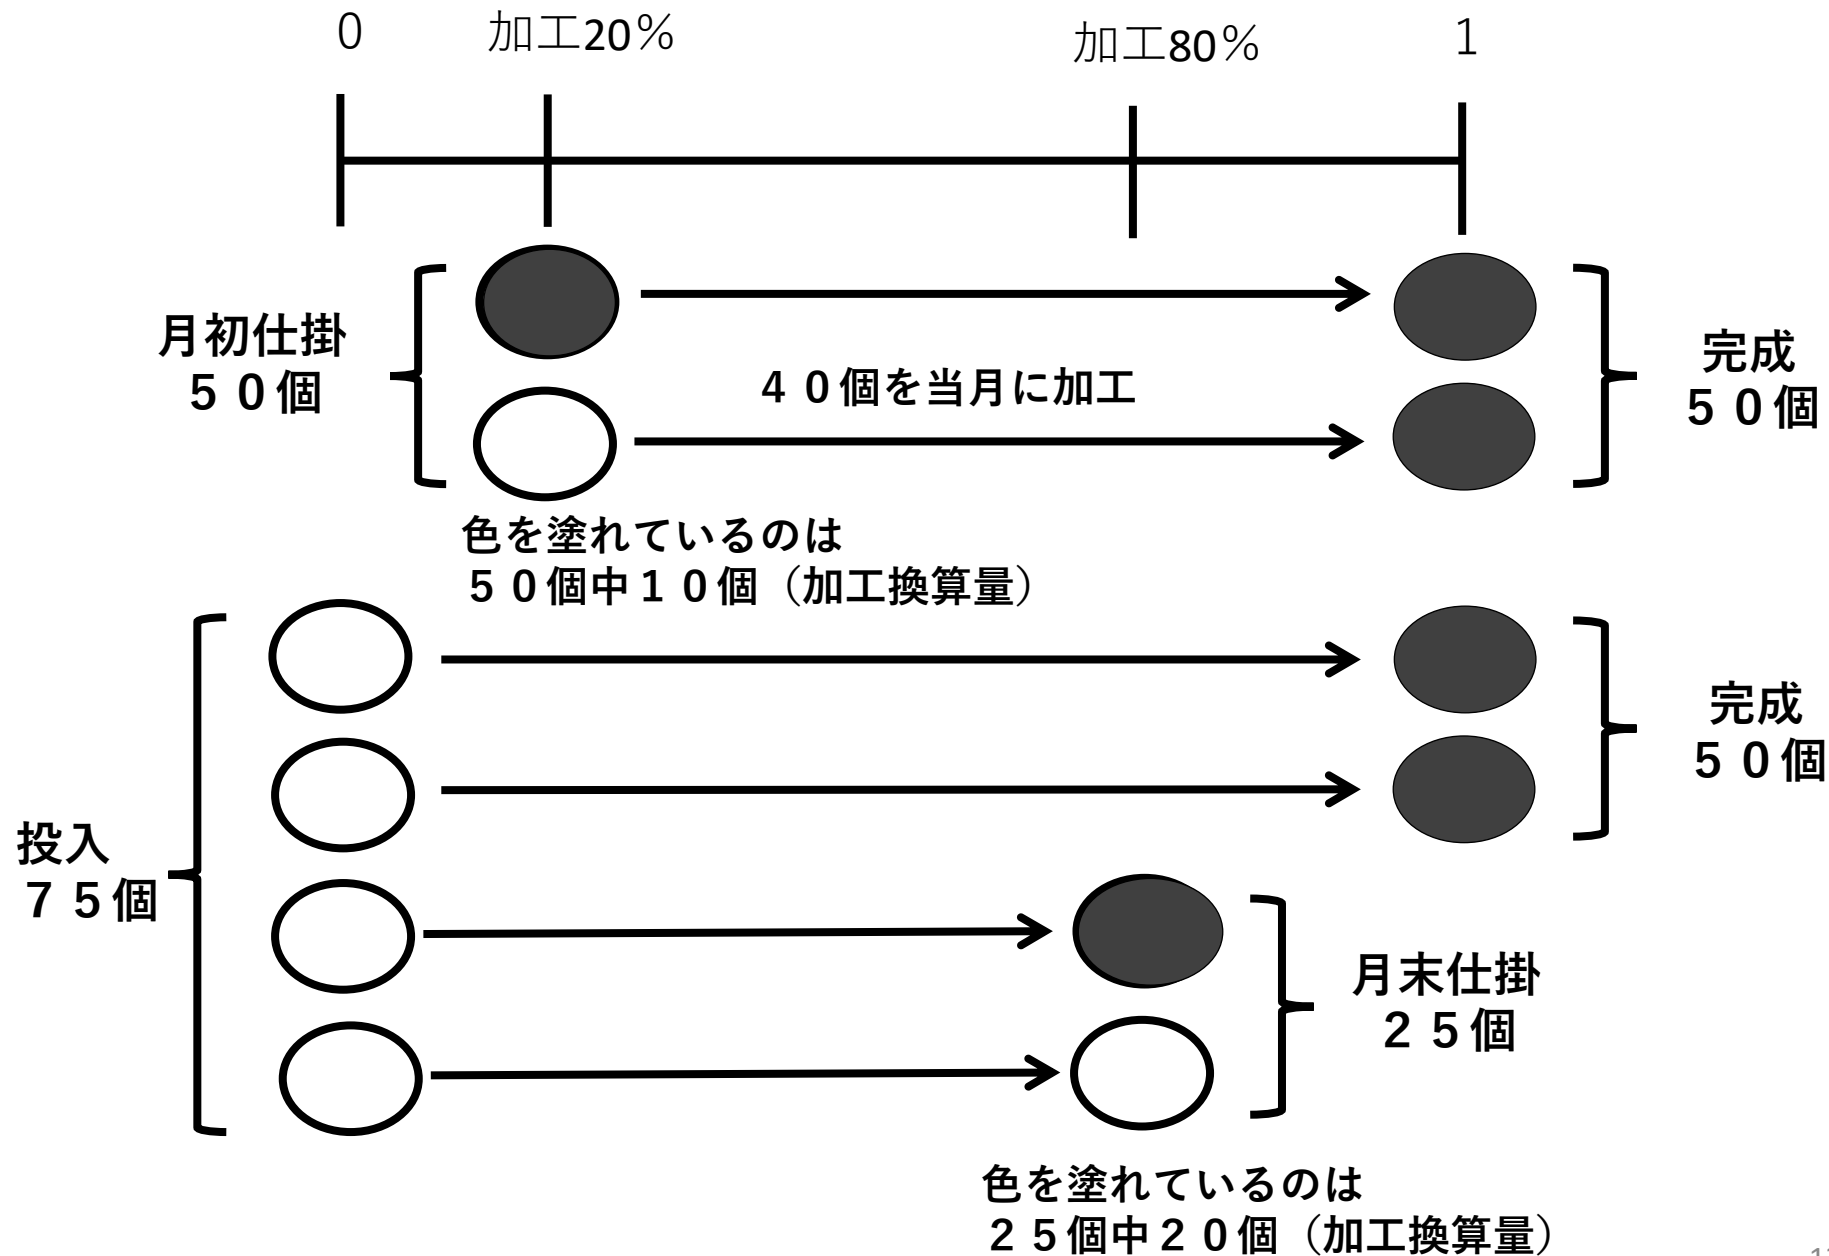 0
加工20％
加工80％
1
月初仕掛
５０個
４０個を当月に加工
完成
５０個
色を塗れているのは
５０個中１０個（加工換算量）
投入
７５個
完成
５０個
月末仕掛
２５個
色を塗れているのは
２５個中２０個（加工換算量）